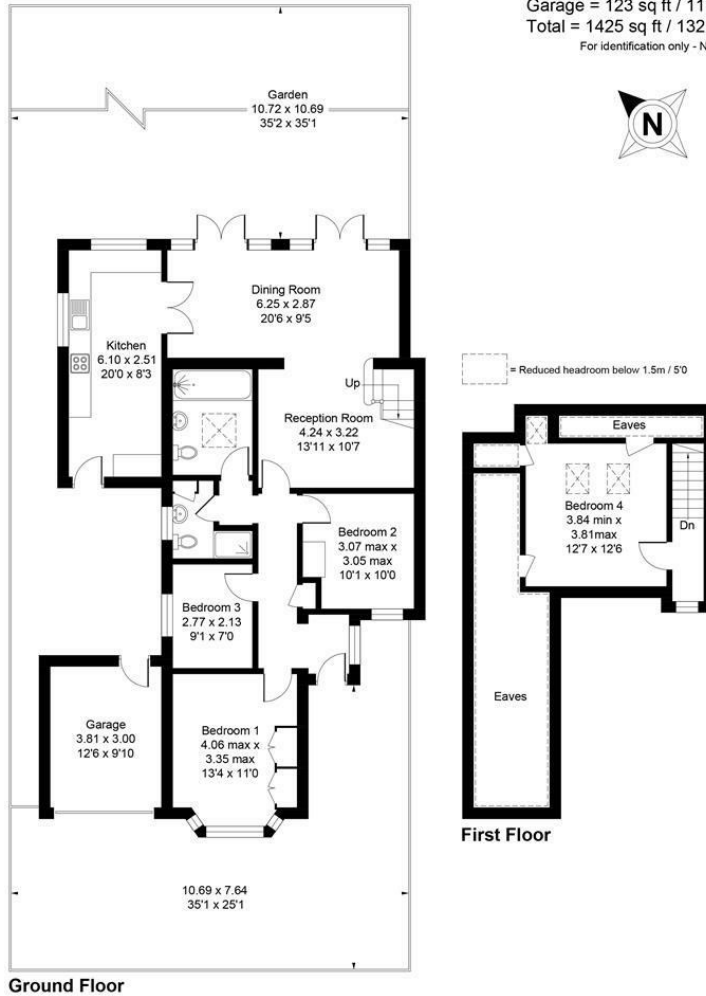 Garage = 123 sq ft / 11
Total = 1425 sq ft / 132
For identification only - N
N
Garden
10.72 x 10.69
35'2 x 35'1
Dining Room
6.25 x 2.87
20'6 x 9'5
Kitchen
6.10 x 2.51
20'0 x 8'3
Up
Reception Room
4.24 x 3.22
13'11 x 10'7
= Reduced headroom below 1.5m / 5'0
Eaves
Bedroom 4
3.84 min x
3.81max
12'7 x 12'6
Dn
Bedroom 2
3.07 max x
3.05 max
10'1 x 10'0
Bedroom 3
2.77 x 2.13
9'1 x 7'0
Eaves
Garage
3.81 x 3.00
12'6 x 9'10
Bedroom 1
4.06 max x
3.35 max
13'4 x 11'0
First Floor
10.69 x 7.64
35'1 x 25'1
Ground Floor